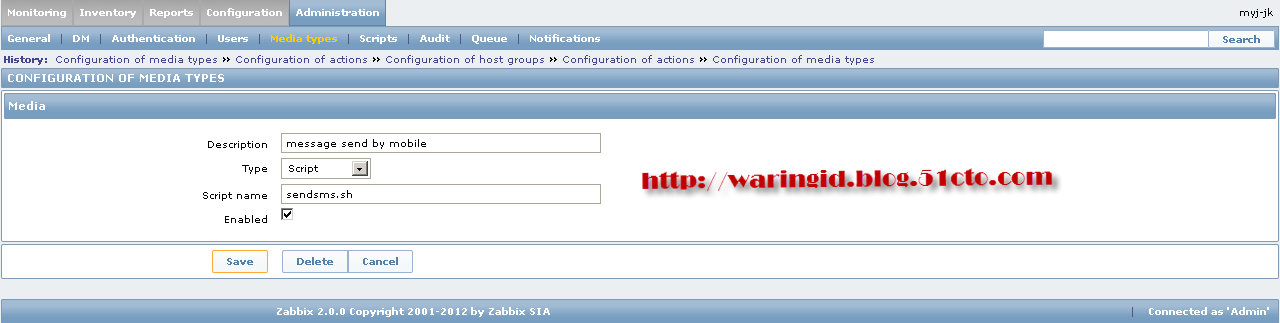 Monitoring Inventory Reports Configuration Administration myj-jk
General | DM | Authentication | Users | Media types | Scripts | Audit | Queue | Notifications Search
History: Configuration of media types »» Configuration of actions »» Configuration of host groups »» Configuration of actions »» Configuration of media types
CONFIGURATION OF MEDIA TYPES
Media
Description message send by mobile
Type Script
http://waringid.blog.51cto.com
Script name sendsms.sh
Enabled
Save Delete Cancel
Zabbix 2.0.0 Copyright 2001-2012 by Zabbix SIA | Connected as 'Admin'